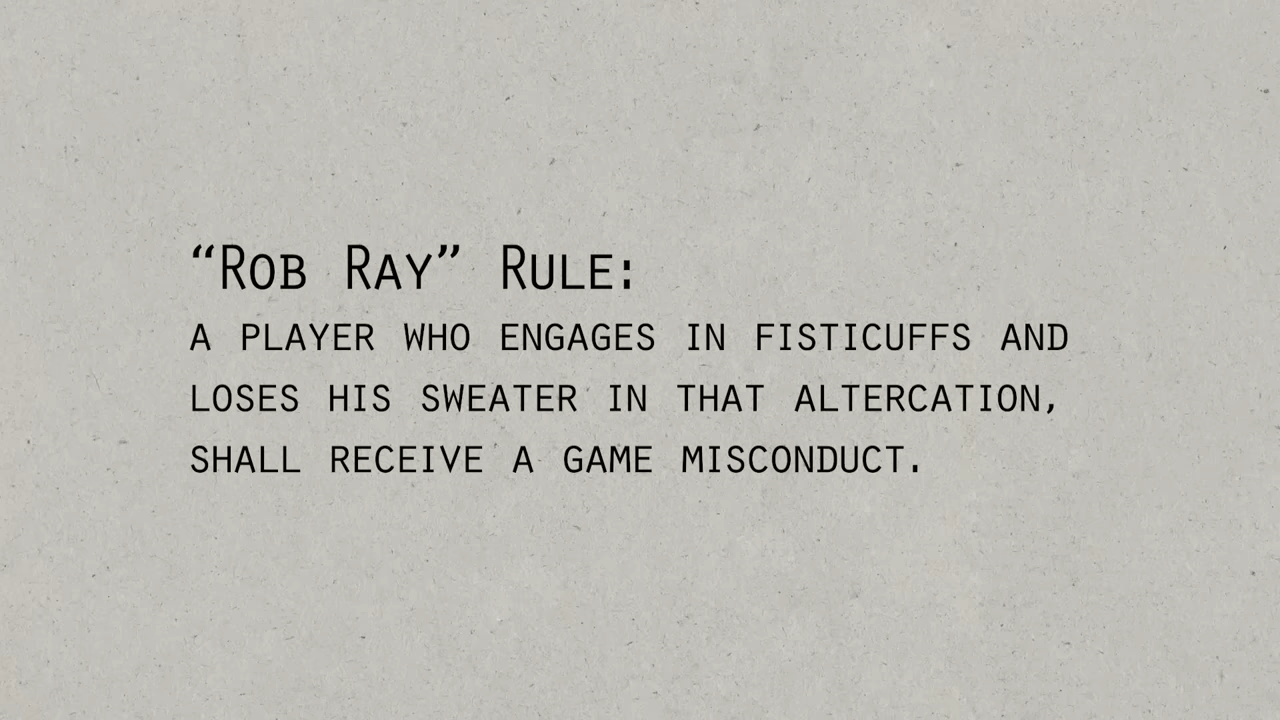 “Rob Ray” Rule:
a player who engages in fisticuffs and
loses his sweater in that altercation,
shall receive a game misconduct.